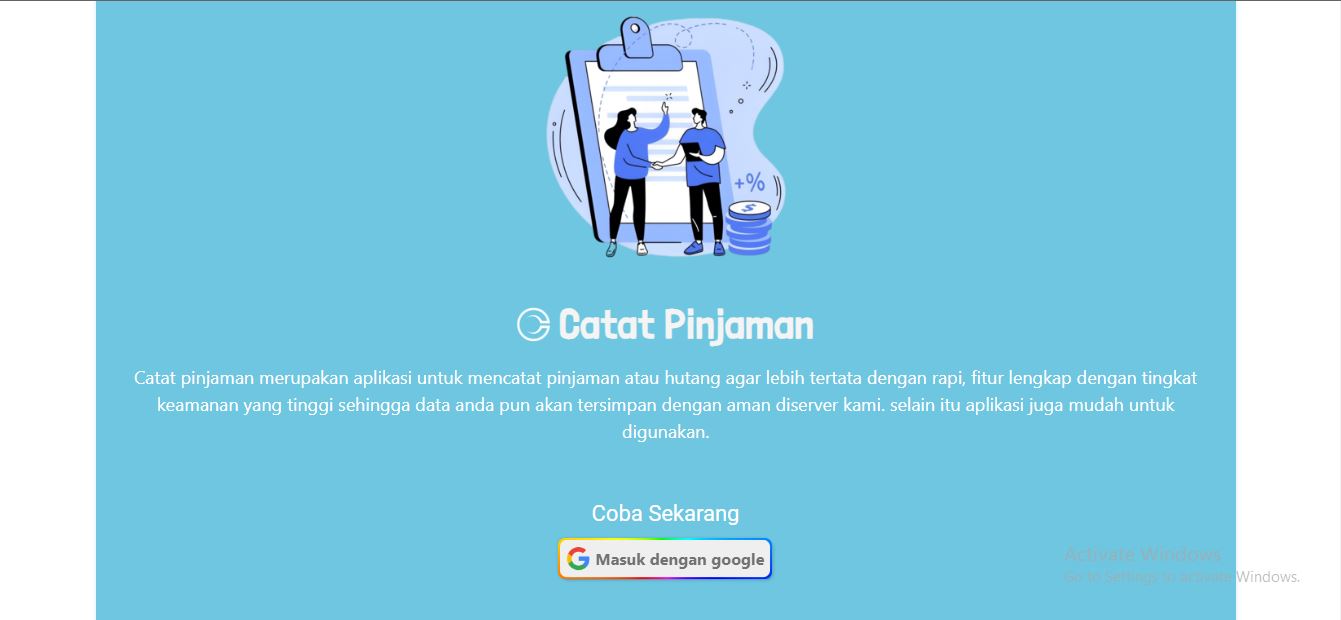 +%
$
Catat Pinjaman
Catat pinjaman merupakan aplikasi untuk mencatat pinjaman atau hutang agar lebih tertata dengan rapi, fitur lengkap dengan tingkat
keamanan yang tinggi sehingga data anda pun akan tersimpan dengan aman diserver kami. selain itu aplikasi juga mudah untuk
digunakan.
Coba Sekarang
Masuk dengan google
Activate Windows
Go to Settings to activate Windows.